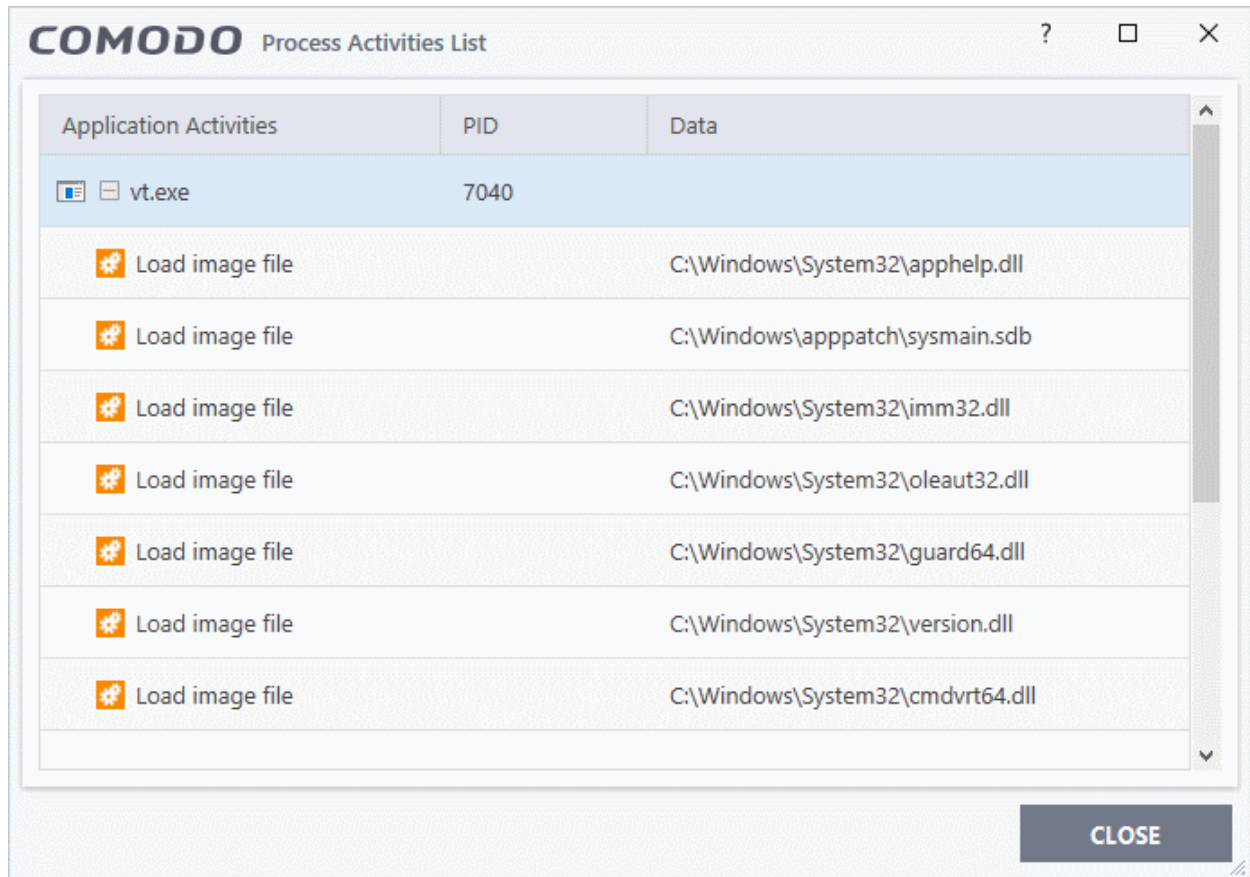 COMODO Process Activities List ?
Application Activities PID Data
vt.exe 7040
Load image file C:\Windows\System32\apphelp.dll
Load image file C:\Windows\apppatch\sysmain.sdb
Load image file C:\Windows\System32\imm32.dll
Load image file C:\Windows\System32\oleaut32.dll
Load image file C:\Windows\System32\guard64.dll
Load image file C:\Windows\System32\version.dll
Load image file C:\Windows\System32\cmdvrt64.dll
CLOSE